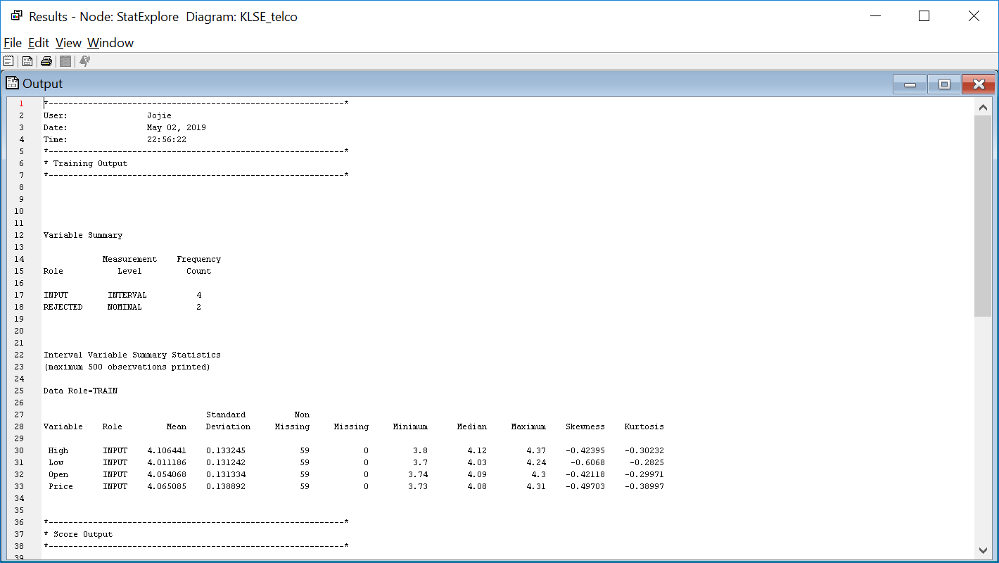 Results - Node: StatExplore  Diagram: KLSE_telco
File  Edit  View  Window
Output
1    *------------------------------------------------------------*
2    User:                Jojie
3    Date:                May 02, 2019
4    Time:                22:56:22
5    *------------------------------------------------------------*
6    * Training Output
7    *------------------------------------------------------------*
8
9
10
11
12   Variable Summary
13
14               Measurement    Frequency
15   Role           Level         Count
16
17   INPUT        INTERVAL          4
18   REJECTED     NOMINAL           2
19
20
21
22   Interval Variable Summary Statistics
23   (maximum 500 observations printed)
24
25   Data Role=TRAIN
26
27                                    Standard          Non
28   Variable    Role         Mean    Deviation     Missing     Missing     Minimum      Median     Maximum    Skewness    Kurtosis
29
30    High       INPUT    4.106441    0.133245           59           0         3.8        4.12        4.37    -0.42395    -0.30232
31    Low        INPUT    4.011186    0.131242           59           0         3.7        4.03        4.24     -0.6068     -0.2825
32    Open       INPUT    4.054068    0.131334           59           0        3.74        4.09         4.3    -0.42118    -0.29971
33    Price      INPUT    4.065085    0.138892           59           0        3.73        4.08        4.31    -0.49703    -0.38997
34
35
36   *------------------------------------------------------------*
37   * Score Output
38   *------------------------------------------------------------*
39